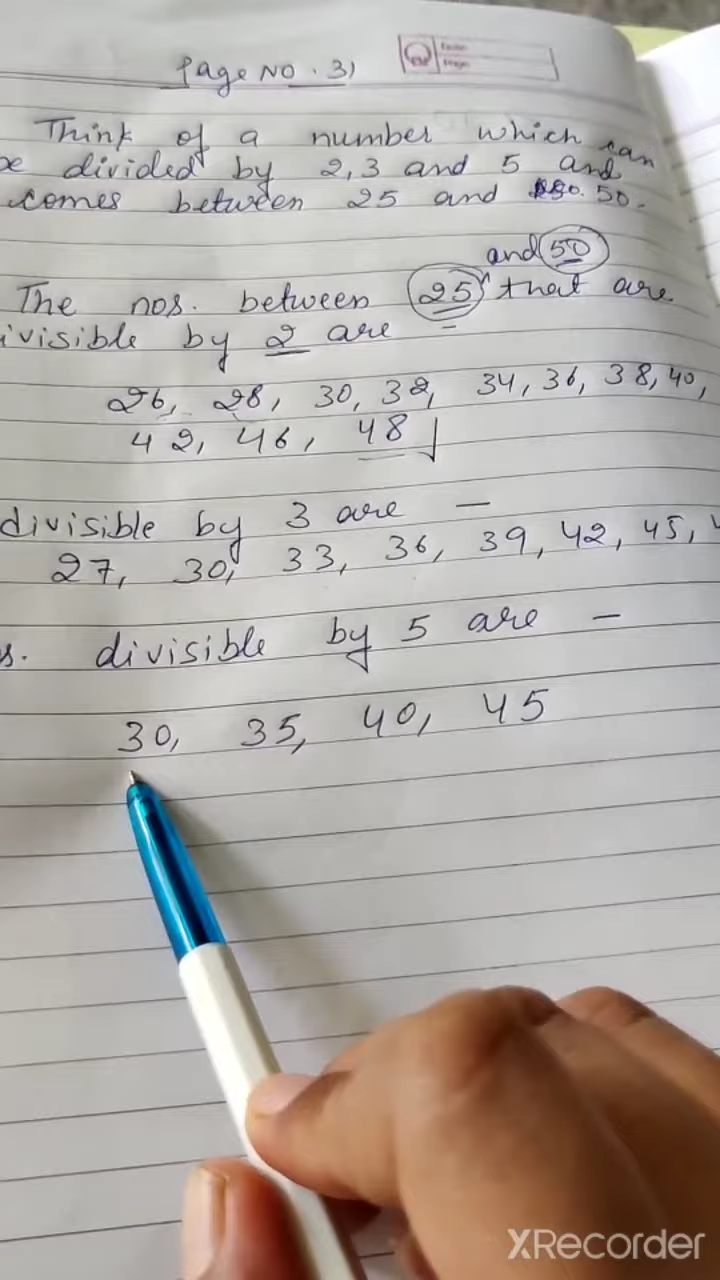 Page NO. 31
Think of a number which can
be divided by 2,3 and 5 and
comes between 25 and 50.
and 50
The nos. between 25 ^ that are
ivisible by 2 are
26, 28, 30, 32, 34, 36, 38, 40,
42, 46, 48
divisible by 3 are —
27, 30, 33, 36, 39, 42, 45, 4
s. divisible by 5 are —
30, 35, 40, 45
XRecorder